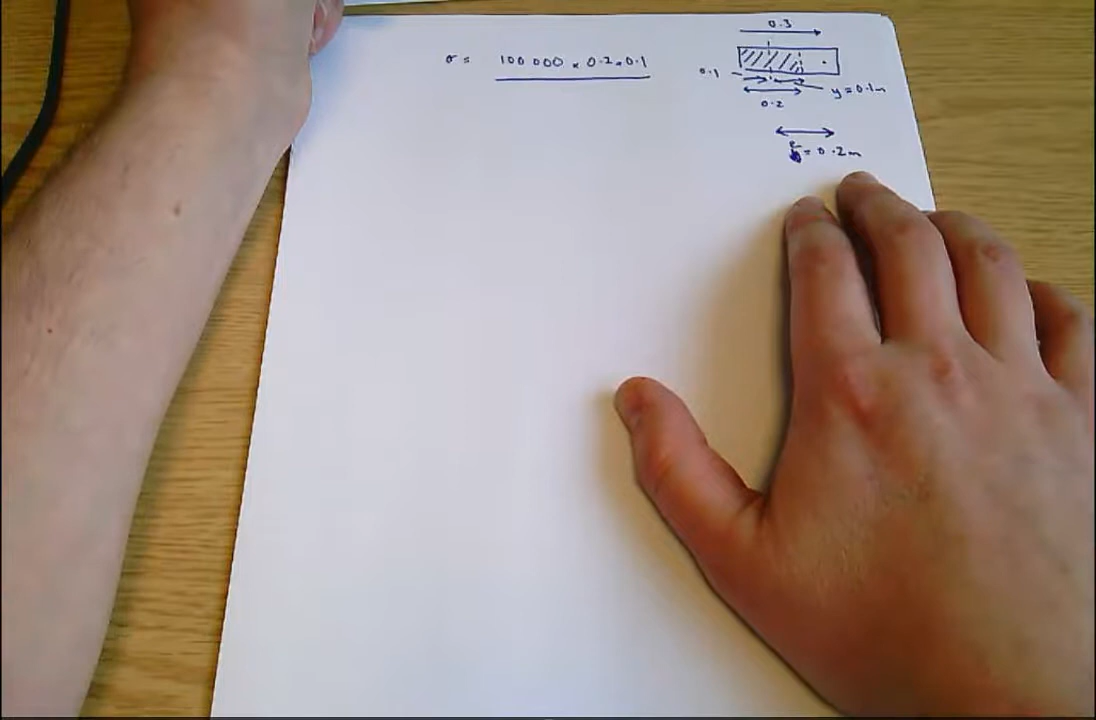 0.3
σ = 100 000 × 0.2 × 0.1
0.1
y = 0.1m
0.2
e = 0.2m